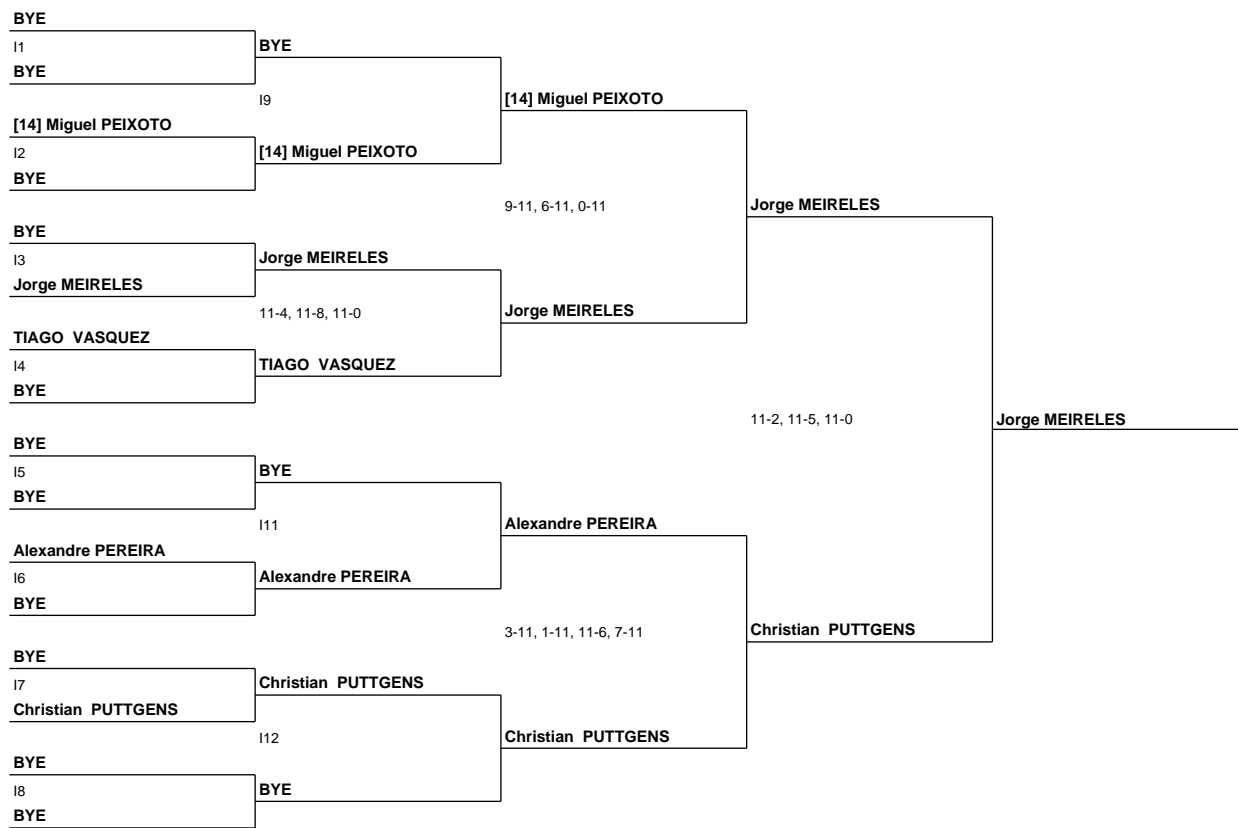 BYE
I1
BYE
BYE
I9
[14] Miguel PEIXOTO
[14] Miguel PEIXOTO
I2
[14] Miguel PEIXOTO
BYE
9-11, 6-11, 0-11
Jorge MEIRELES
BYE
I3
Jorge MEIRELES
Jorge MEIRELES
11-4, 11-8, 11-0
Jorge MEIRELES
TIAGO  VASQUEZ
I4
TIAGO  VASQUEZ
BYE
11-2, 11-5, 11-0
Jorge MEIRELES
BYE
I5
BYE
BYE
I11
Alexandre PEREIRA
Alexandre PEREIRA
I6
Alexandre PEREIRA
BYE
3-11, 1-11, 11-6, 7-11
Christian  PUTTGENS
BYE
I7
Christian  PUTTGENS
Christian  PUTTGENS
I12
Christian  PUTTGENS
BYE
I8
BYE
BYE